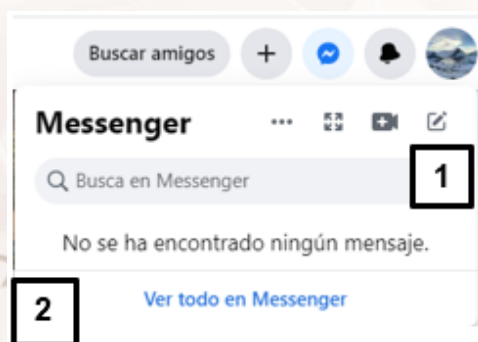 Buscar amigos
Messenger
Busca en Messenger
1
No se ha encontrado ningún mensaje.
2
Ver todo en Messenger